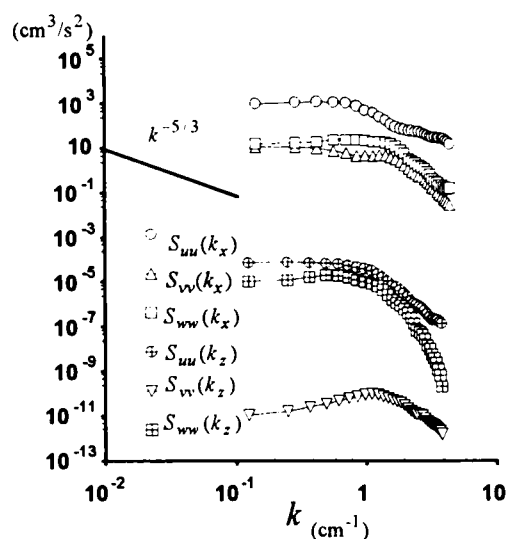 (cm³/s²)
10⁵
10³
10
10⁻¹
10⁻³
10⁻⁵
10⁻⁷
10⁻⁹
10⁻¹¹
10⁻¹³
k⁻⁵/³
S_uu(k_x)
S_vv(k_x)
S_ww(k_x)
S_uu(k_z)
S_vv(k_z)
S_ww(k_z)
10⁻² 10⁻¹ 1 10
k (cm⁻¹)